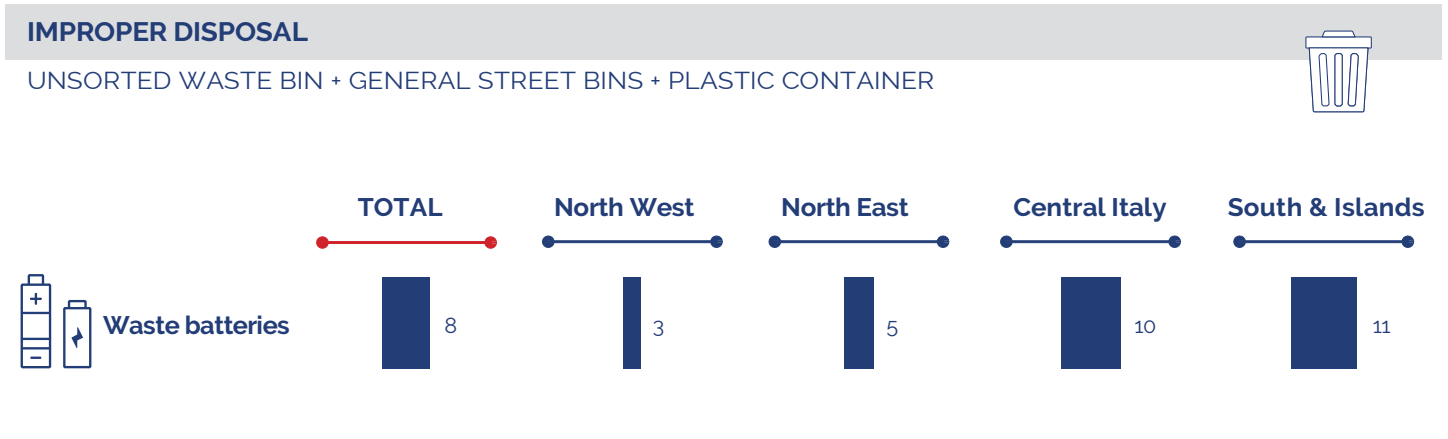 IMPROPER DISPOSAL
UNSORTED WASTE BIN + GENERAL STREET BINS + PLASTIC CONTAINER
TOTAL North West North East Central Italy South & Islands
Waste batteries 8 3 5 10 11